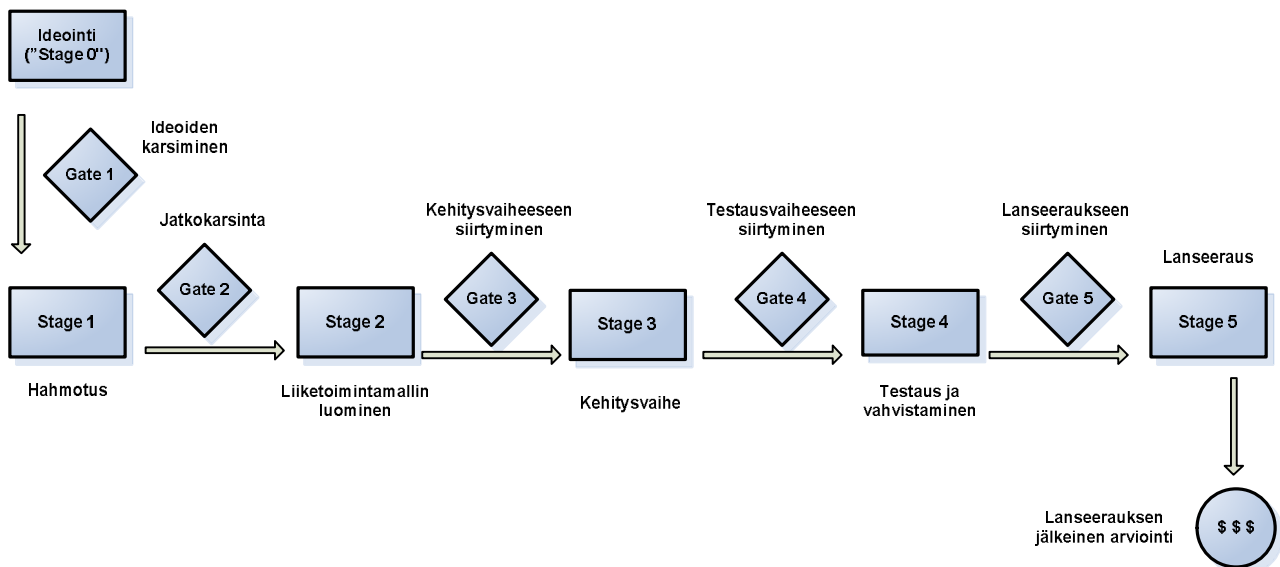 Ideointi
("Stage 0")
Ideoiden
karsiminen
Gate 1
Jatkokarsinta
Gate 2
Kehitysvaiheeseen
siirtyminen
Gate 3
Testausvaiheeseen
siirtyminen
Gate 4
Lanseeraukseen
siirtyminen
Gate 5
Lanseeraus
Stage 1
Hahmotus
Stage 2
Liiketoimintamallin
luominen
Stage 3
Kehitysvaihe
Stage 4
Testaus ja
vahvistaminen
Stage 5
Lanseerauksen
jälkeinen arviointi
$ $ $